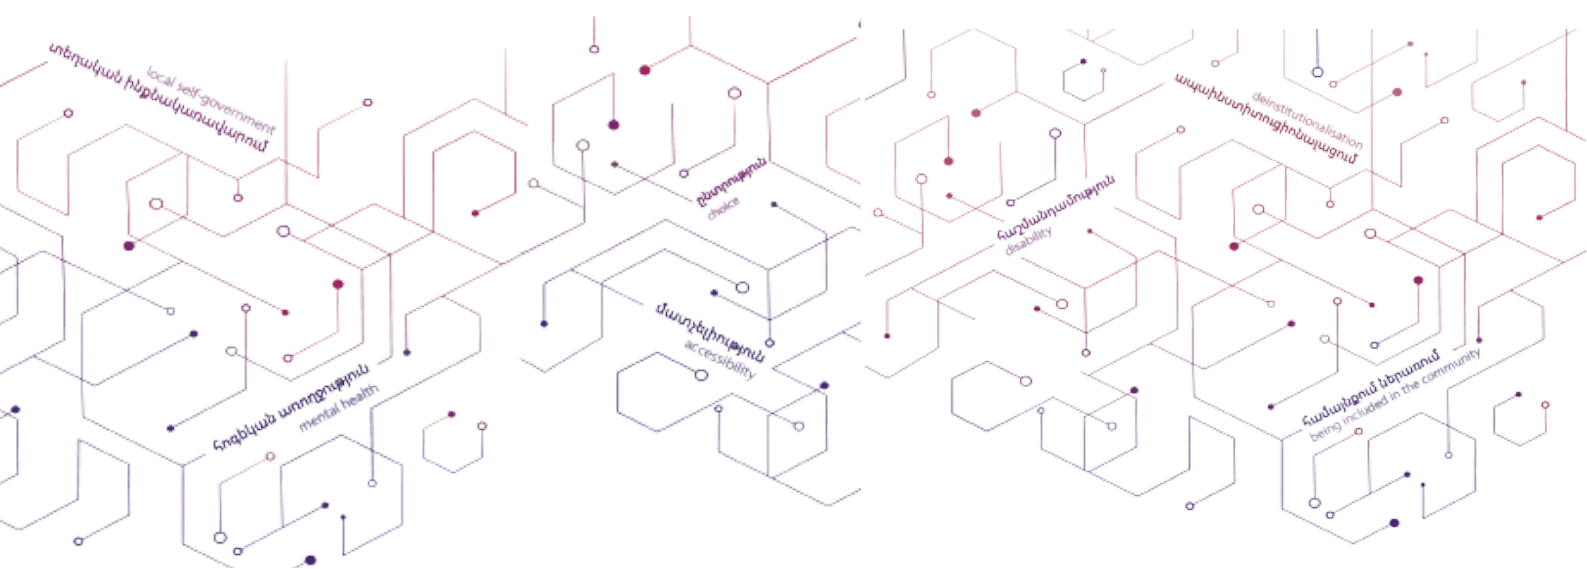 local self-government
տեղական ինքնակառավարում
ընտրություն
choice
մատչելիություն
accessibility
հոգեկան առողջություն
mental health
deinstitutionalisation
ապաինստիտուցիոնալացում
հաշմանդամություն
disability
համայնքում ներառում
being included in the community